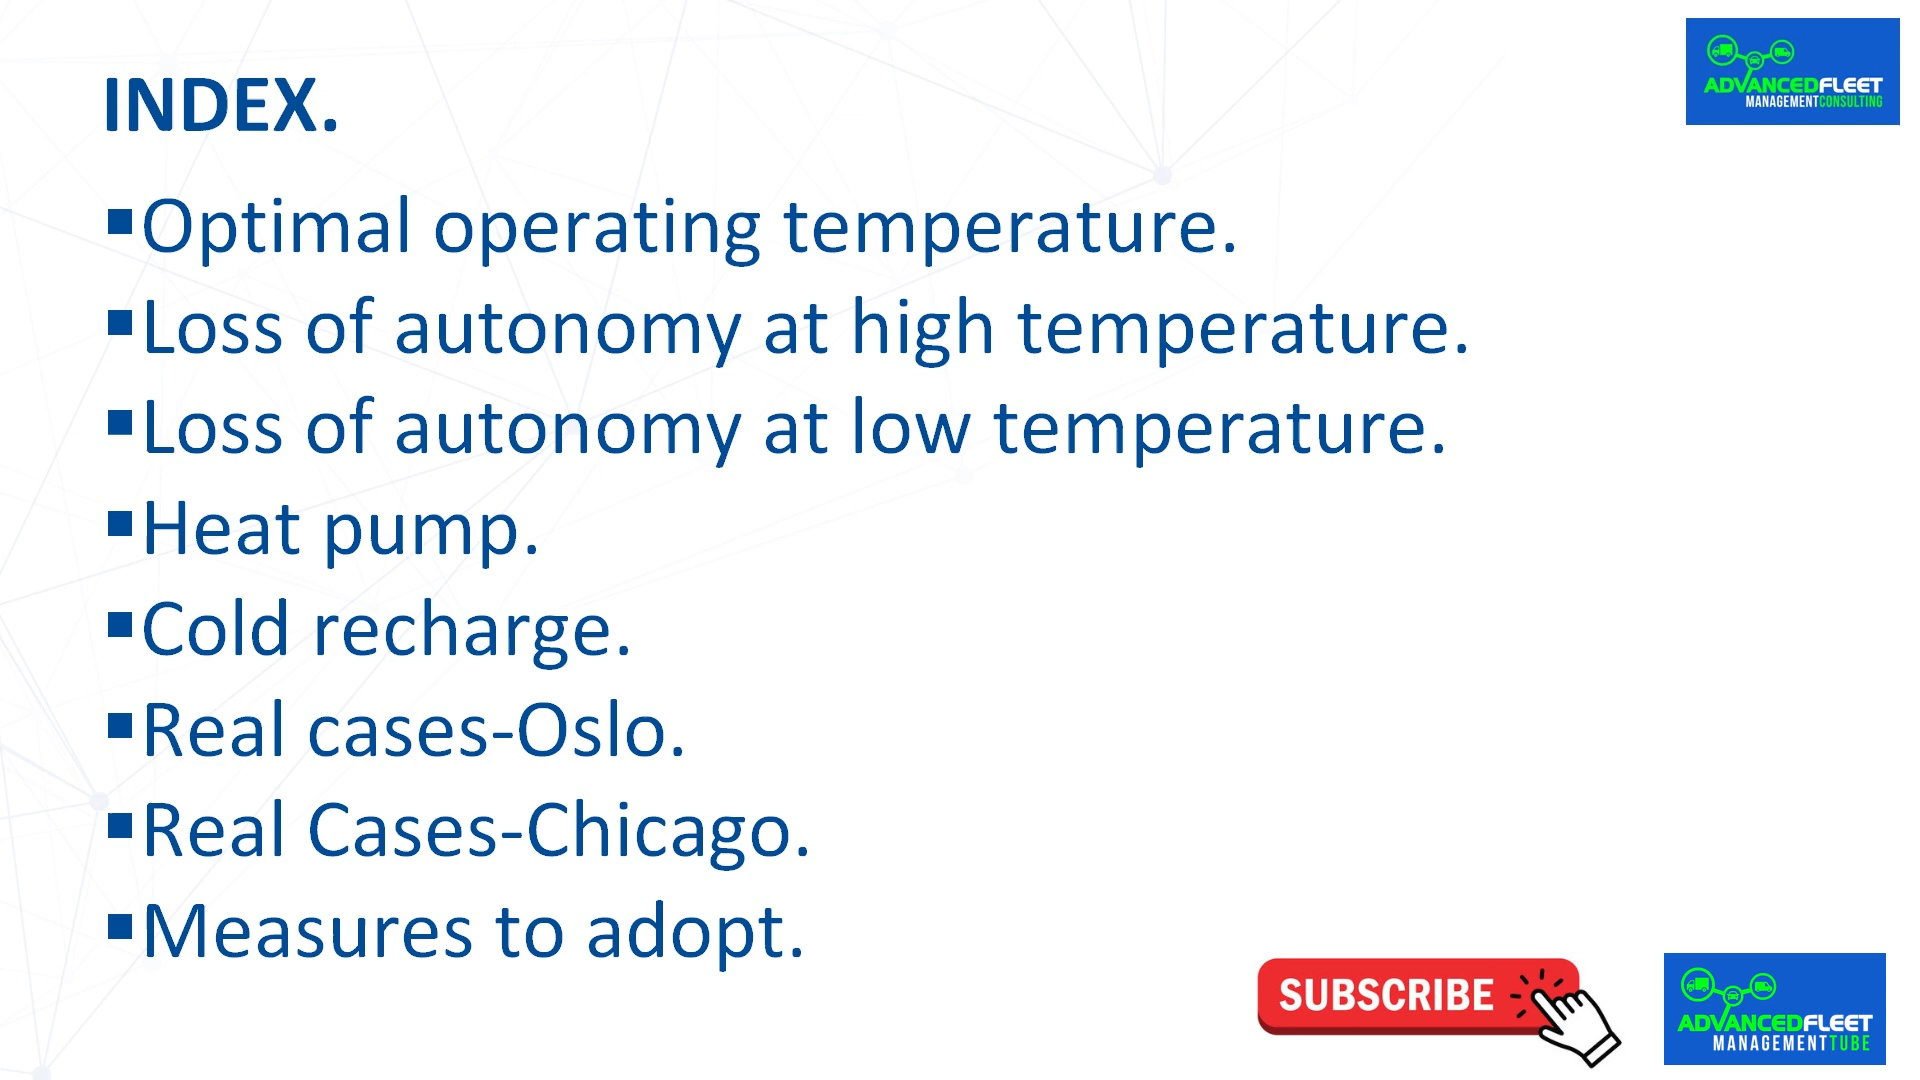 INDEX.
ADVANCEDFLEET
MANAGEMENTCONSULTING
▪Optimal operating temperature.
▪Loss of autonomy at high temperature.
▪Loss of autonomy at low temperature.
▪Heat pump.
▪Cold recharge.
▪Real cases-Oslo.
▪Real Cases-Chicago.
▪Measures to adopt.
SUBSCRIBE
ADVANCEDFLEET
MANAGEMENTTUBE